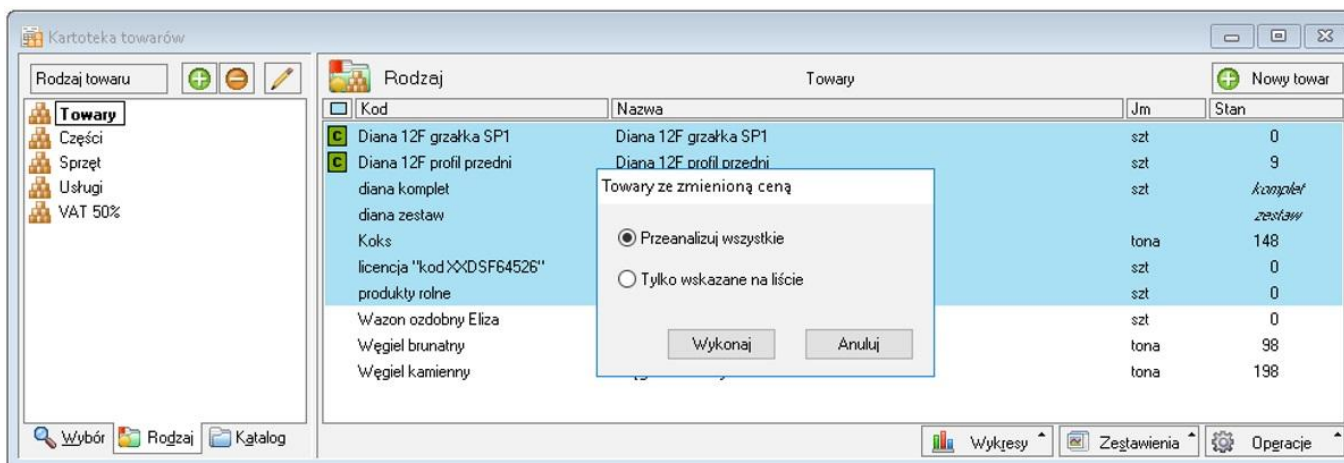 Kartoteka towarów
Rodzaj towaru
Towary
Części
Sprzęt
Usługi
VAT 50%
Wybór Rodzaj Katalog
Rodzaj Towary Nowy towar
Kod Nazwa Jm Stan
C Diana 12F grzałka SP1 Diana 12F grzałka SP1 szt 0
C Diana 12F profil przedni Diana 12F profil przedni szt 9
diana komplet szt komplet
diana zestaw zestaw
Koks tona 148
licencja "kod XXDSF64526" szt 0
produkty rolne szt 0
Wazon ozdobny Eliza szt 0
Węgiel brunatny tona 98
Węgiel kamienny tona 198
Towary ze zmienioną ceną
Przeanalizuj wszystkie
Tylko wskazane na liście
Wykonaj Anuluj
Wykresy Zestawienia Operacje